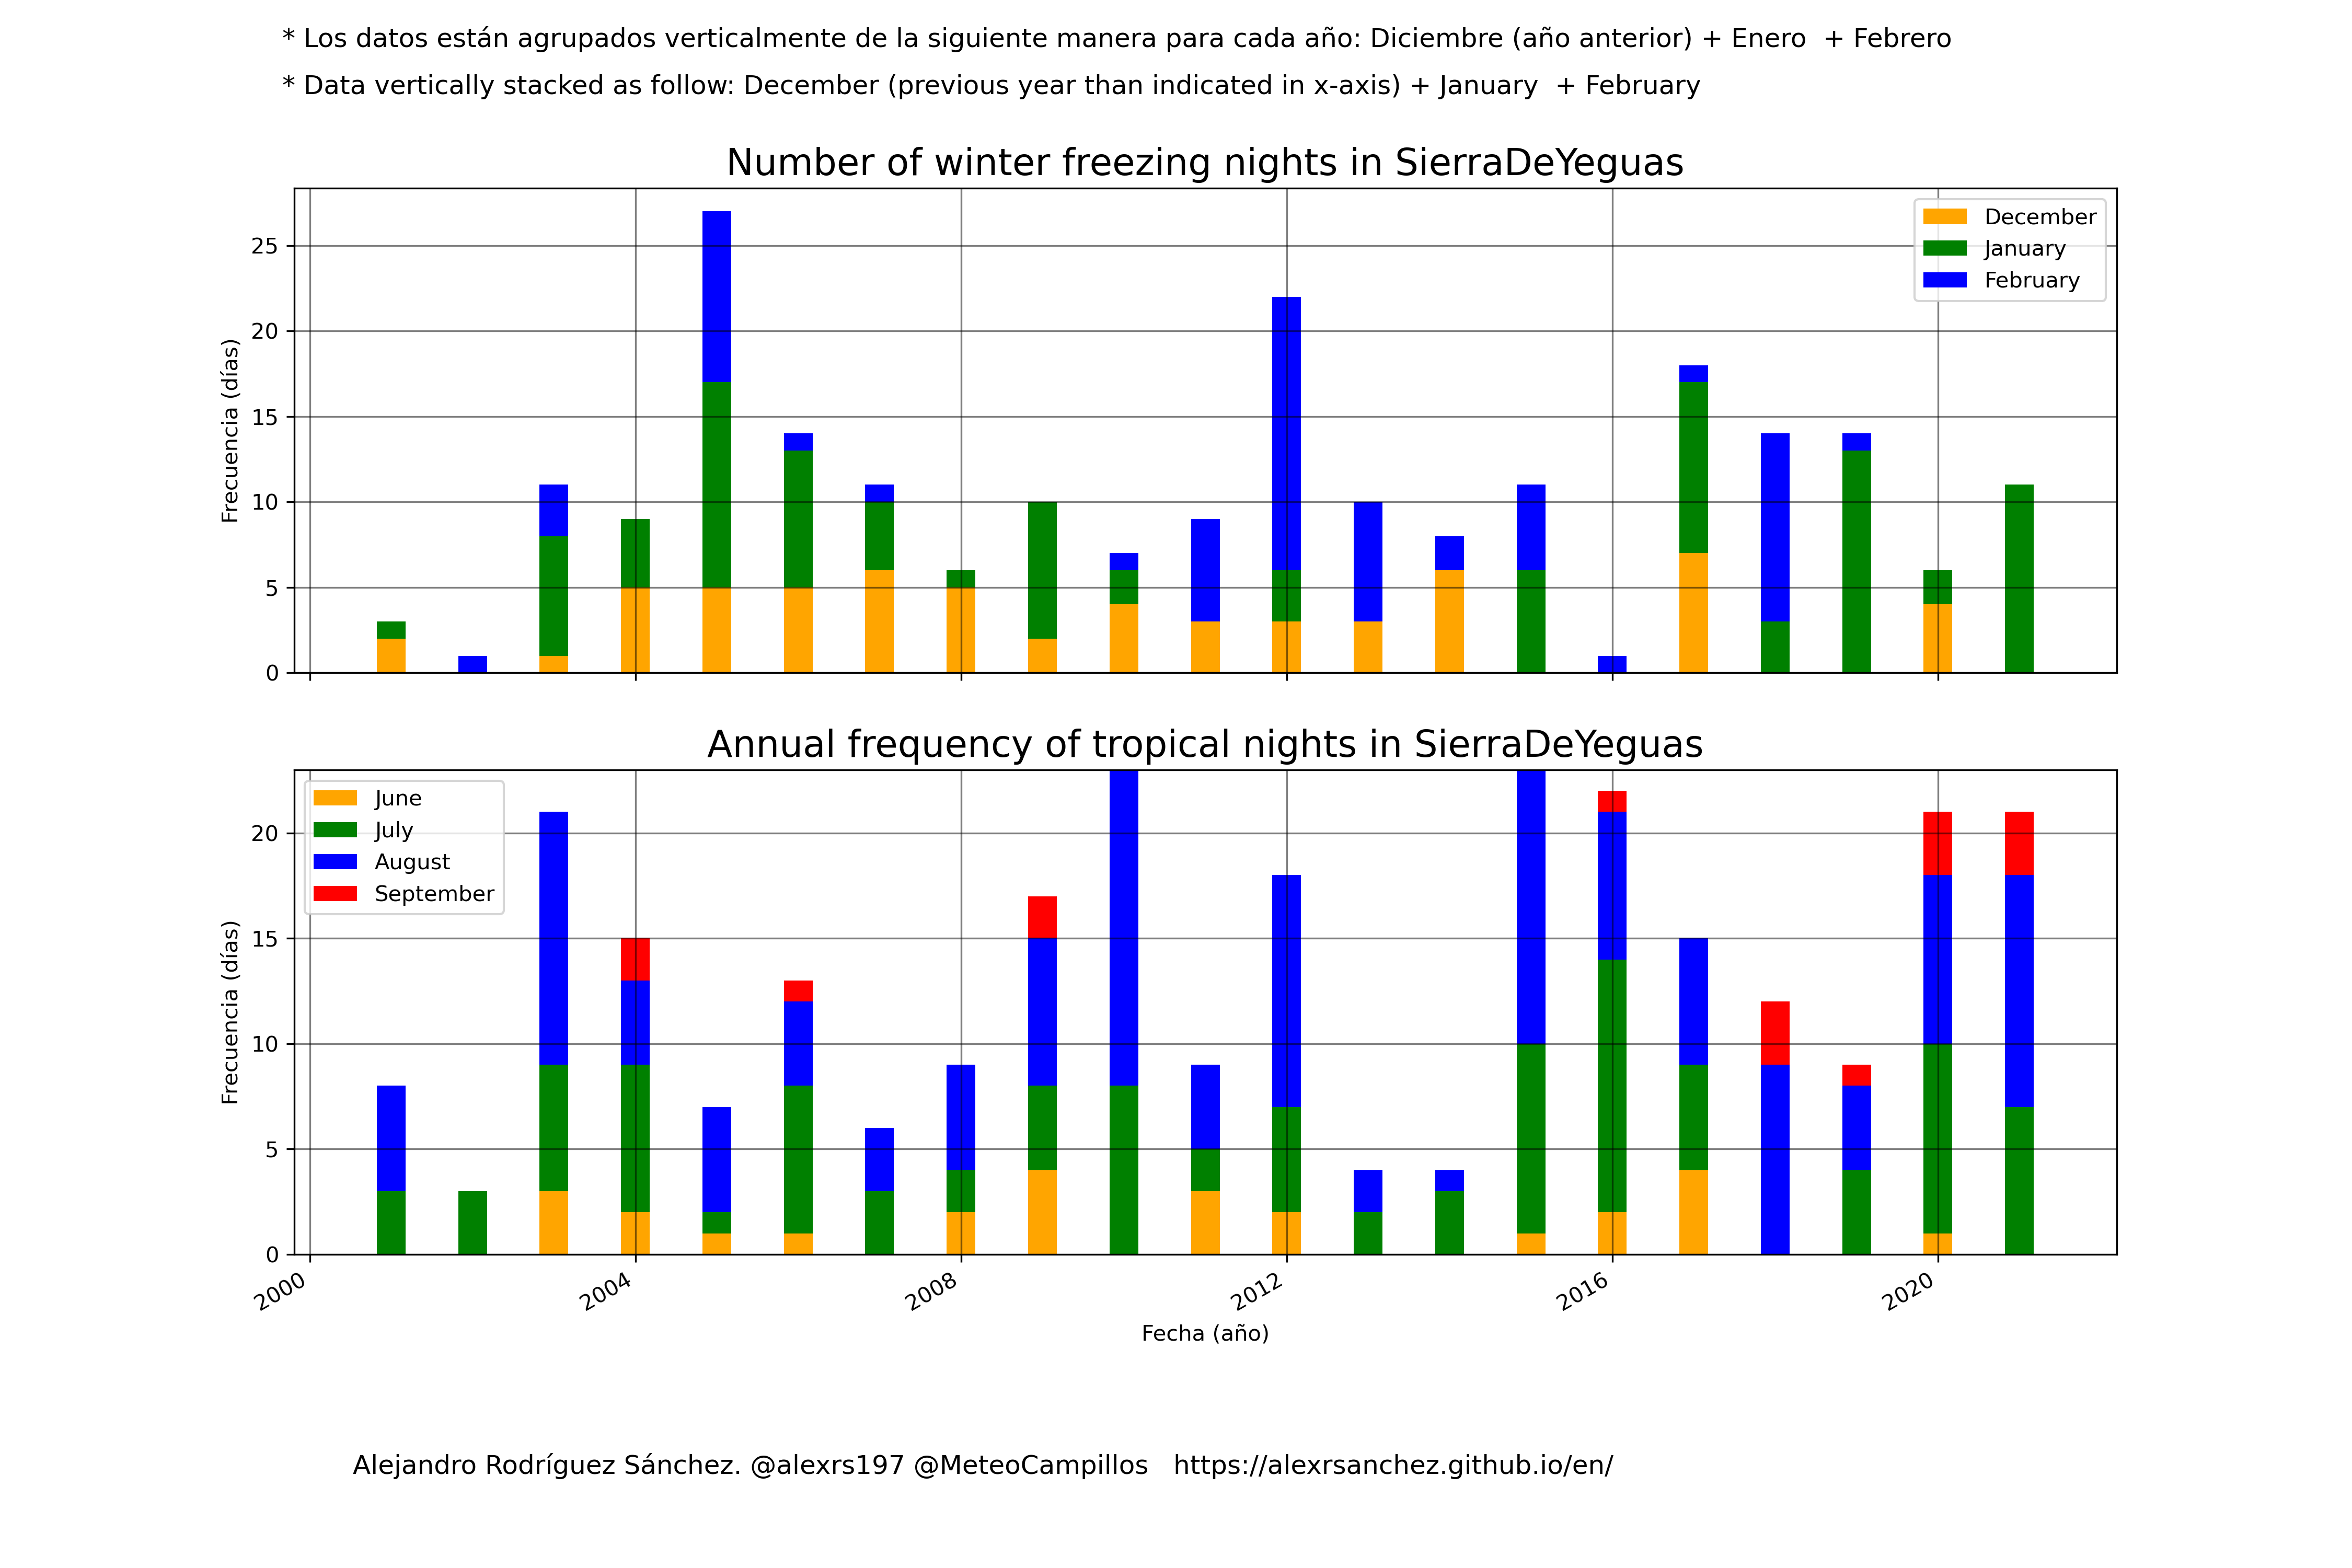 * Los datos están agrupados verticalmente de la siguiente manera para cada año: Diciembre (año anterior) + Enero  + Febrero
* Data vertically stacked as follow: December (previous year than indicated in x-axis) + January  + February
Number of winter freezing nights in SierraDeYeguas
Frecuencia (días)
25
20
15
10
5
0
December
January
February
Annual frequency of tropical nights in SierraDeYeguas
Frecuencia (días)
20
15
10
5
0
June
July
August
September
2000 2004 2008 2012 2016 2020
Fecha (año)
Alejandro Rodríguez Sánchez. @alexrs197 @MeteoCampillos   https://alexrsanchez.github.io/en/